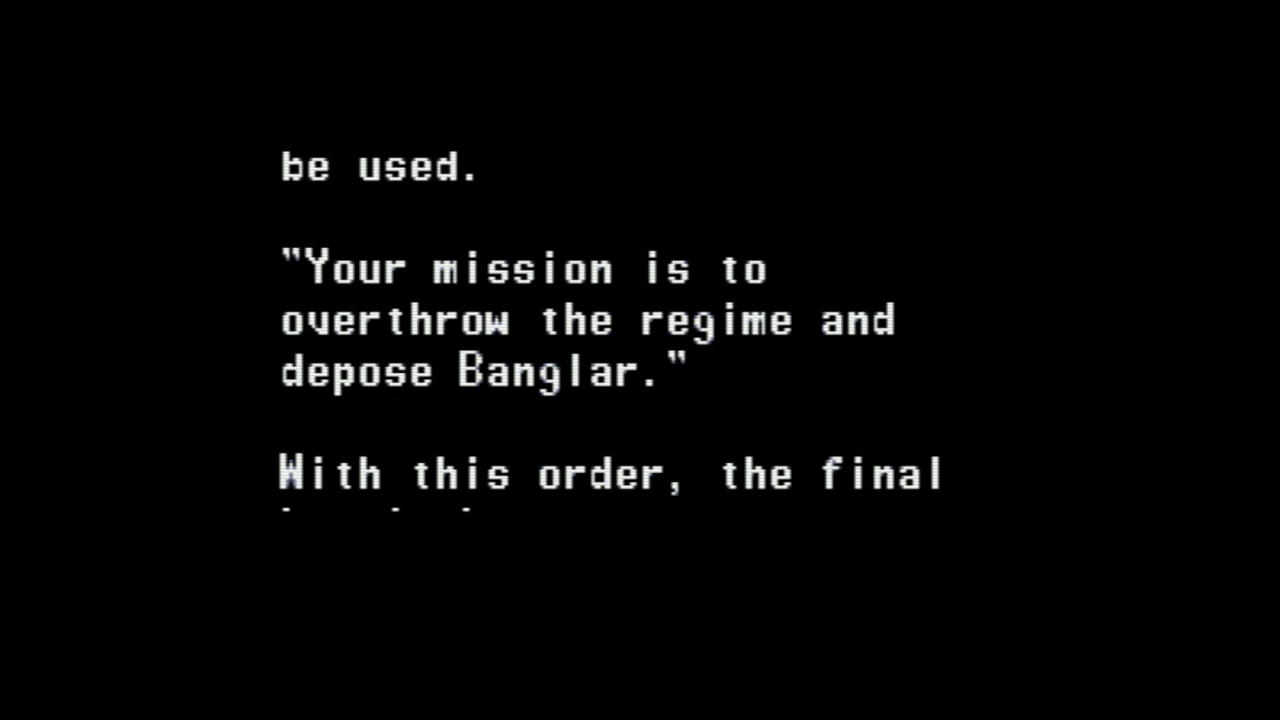 be used.
"Your mission is to
overthrow the regime and
depose Banglar."
With this order, the final